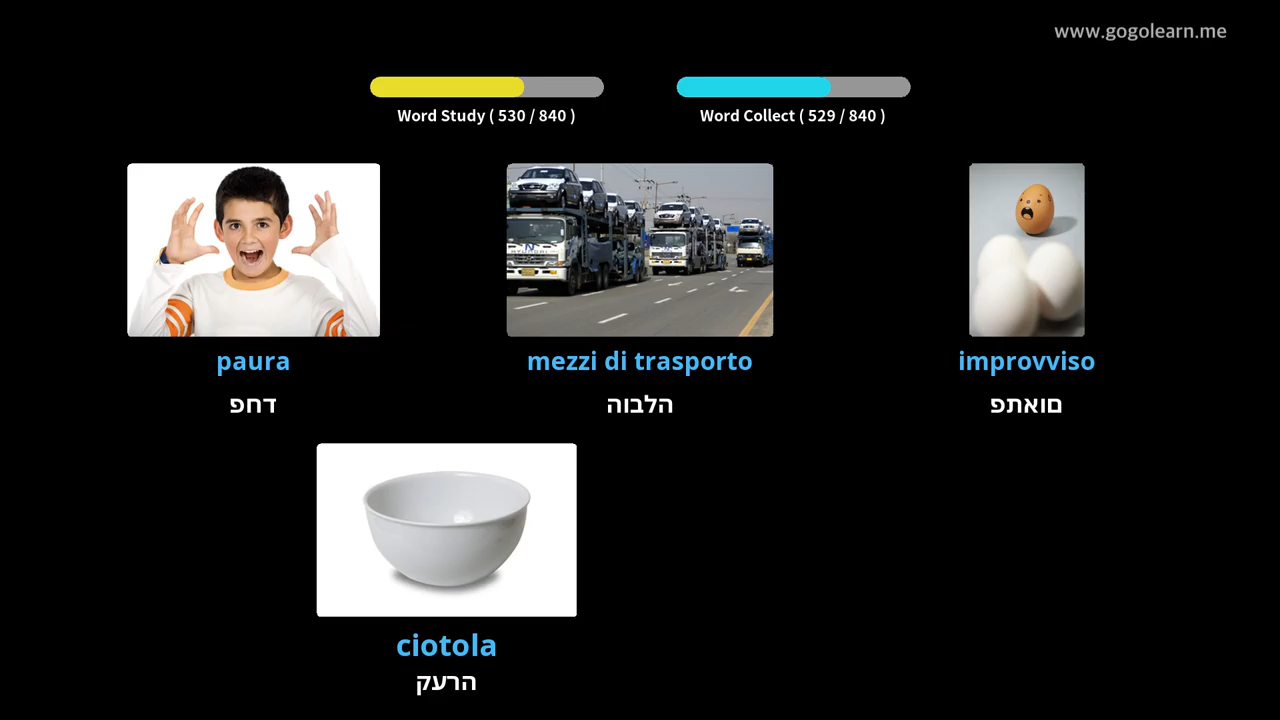 www.gogolearn.me
Word Study ( 530 / 840 )
Word Collect ( 529 / 840 )
paura
mezzi di trasporto
improvviso
דחפ
הלבוה
םואתפ
ciotola
הרעק